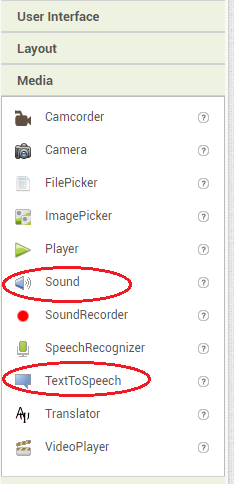 User Interface
Layout
Media
Camcorder ?
Camera ?
FilePicker ?
ImagePicker ?
Player ?
Sound ?
SoundRecorder ?
SpeechRecognizer ?
TextToSpeech ?
Translator ?
VideoPlayer ?